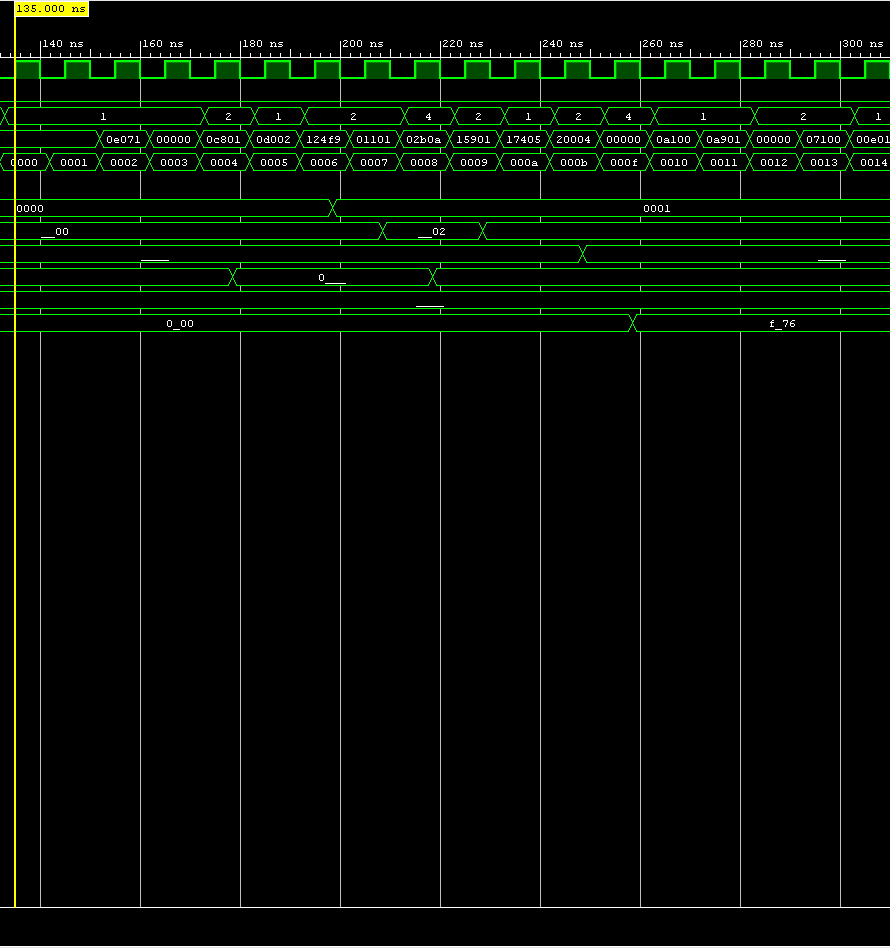 135.000 ns
140 ns 160 ns 180 ns 200 ns 220 ns 240 ns 260 ns 280 ns 300 ns
1 2 1 2 4 2 1 2 4 1 2 1
0e071 00000 0c801 0d002 124f9 01101 02b0a 15901 17405 20004 00000 0a100 0a901 00000 07100 00e01
0000 0001 0002 0003 0004 0005 0006 0007 0008 0009 000a 000b 000f 0010 0011 0012 0013 0014
0000 0001
__00 __02
____ ____
0___
____
0_00 f_76